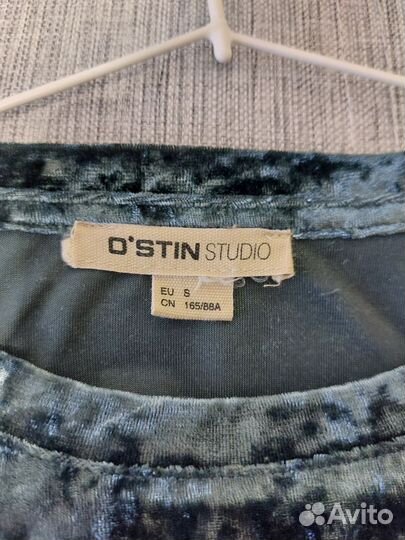 O'STIN STUDIO
EU S
CN 165/88A
Avito